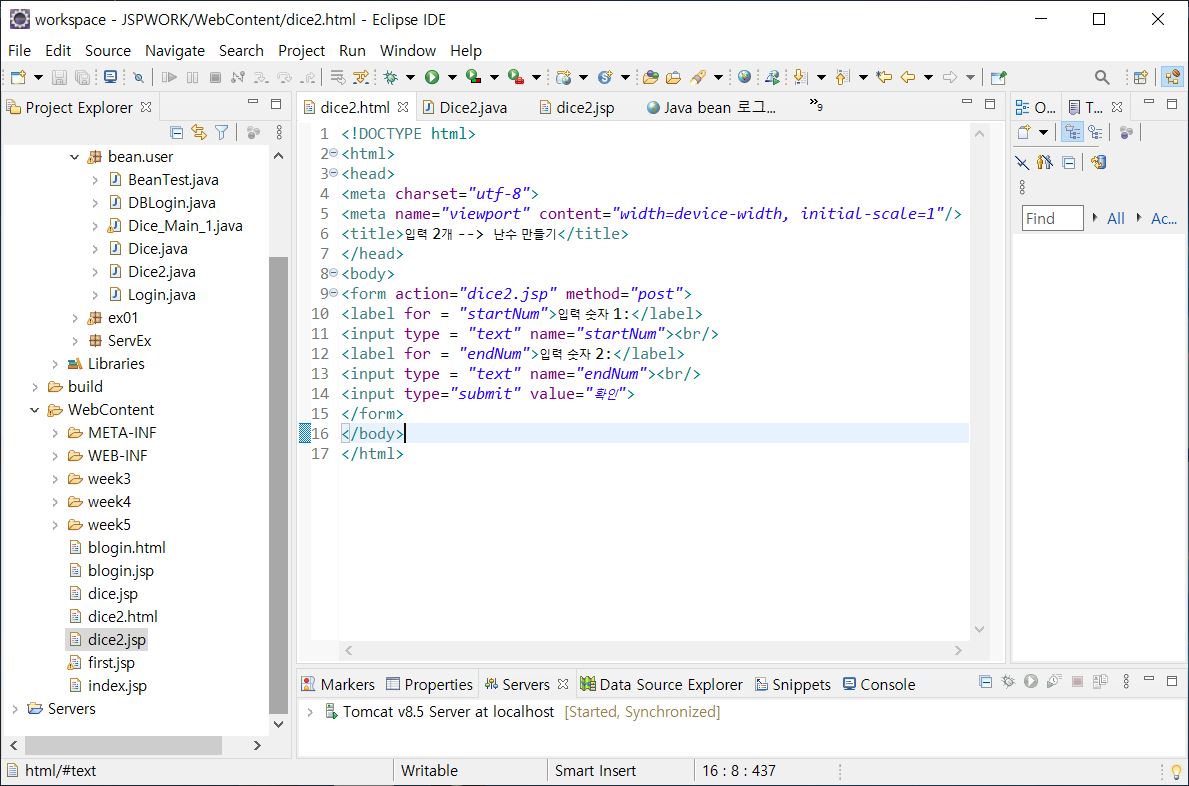 workspace - JSPWORK/WebContent/dice2.html - Eclipse IDE
File Edit Source Navigate Search Project Run Window Help
Project Explorer
bean.user
BeanTest.java
DBLogin.java
Dice_Main_1.java
Dice.java
Dice2.java
Login.java
ex01
ServEx
Libraries
build
WebContent
META-INF
WEB-INF
week3
week4
week5
blogin.html
blogin.jsp
dice.jsp
dice2.html
dice2.jsp
first.jsp
index.jsp
Servers
dice2.html Dice2.java dice2.jsp Java bean 로그... »9
1 <!DOCTYPE html>
2 <html>
3 <head>
4 <meta charset="utf-8">
5 <meta name="viewport" content="width=device-width, initial-scale=1"/>
6 <title>입력 2개 --> 난수 만들기</title>
7 </head>
8 <body>
9 <form action="dice2.jsp" method="post">
10 <label for = "startNum">입력 숫자 1:</label>
11 <input type = "text" name="startNum"><br/>
12 <label for = "endNum">입력 숫자 2:</label>
13 <input type = "text" name="endNum"><br/>
14 <input type="submit" value="확인">
15 </form>
16 </body>
17 </html>
O... T...
Find All Ac...
Markers Properties Servers Data Source Explorer Snippets Console
Tomcat v8.5 Server at localhost [Started, Synchronized]
html/#text Writable Smart Insert 16 : 8 : 437